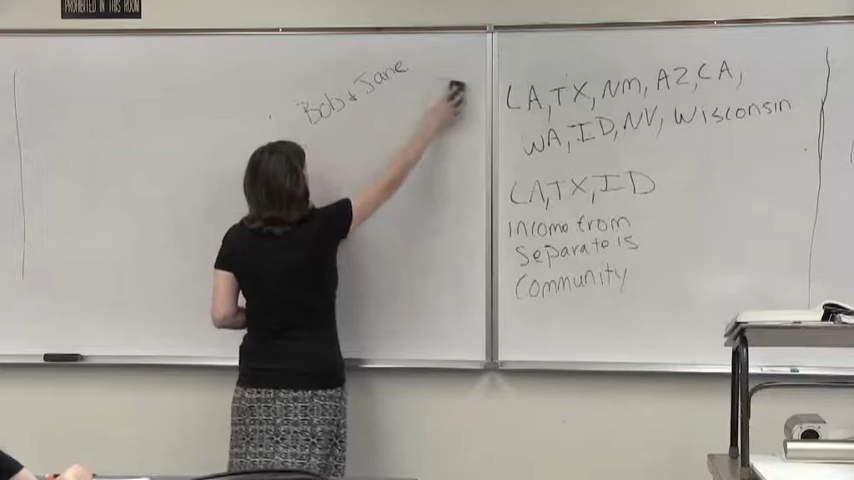 PROHIBITED IN THIS ROOM
Bob & Jane
LA, TX, NM, AZ, CA,
WA, ID, NV, Wisconsin
LA, TX, ID
Income from
Separate is
Community